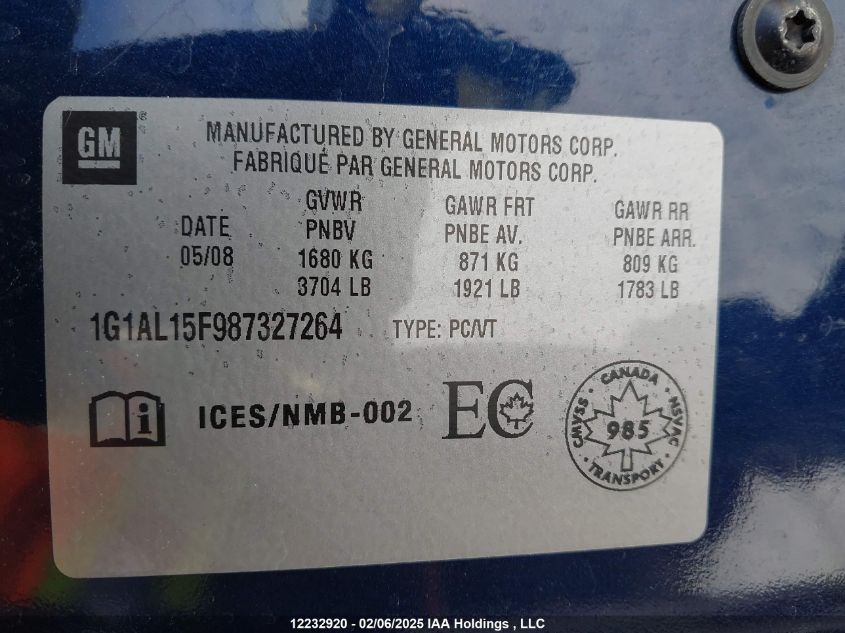 GM
MANUFACTURED BY GENERAL MOTORS CORP.
FABRIQUÉ PAR GENERAL MOTORS CORP.
GVWR GAWR FRT GAWR RR
DATE PNBV PNBE AV. PNBE ARR.
05/08 1680 KG 871 KG 809 KG
3704 LB 1921 LB 1783 LB
1G1AL15F987327264 TYPE: PC/VT
i ICES/NMB-002 EC
CANADA
CMVSS 985 NSVAC
TRANSPORT
12232920 - 02/06/2025 IAA Holdings , LLC